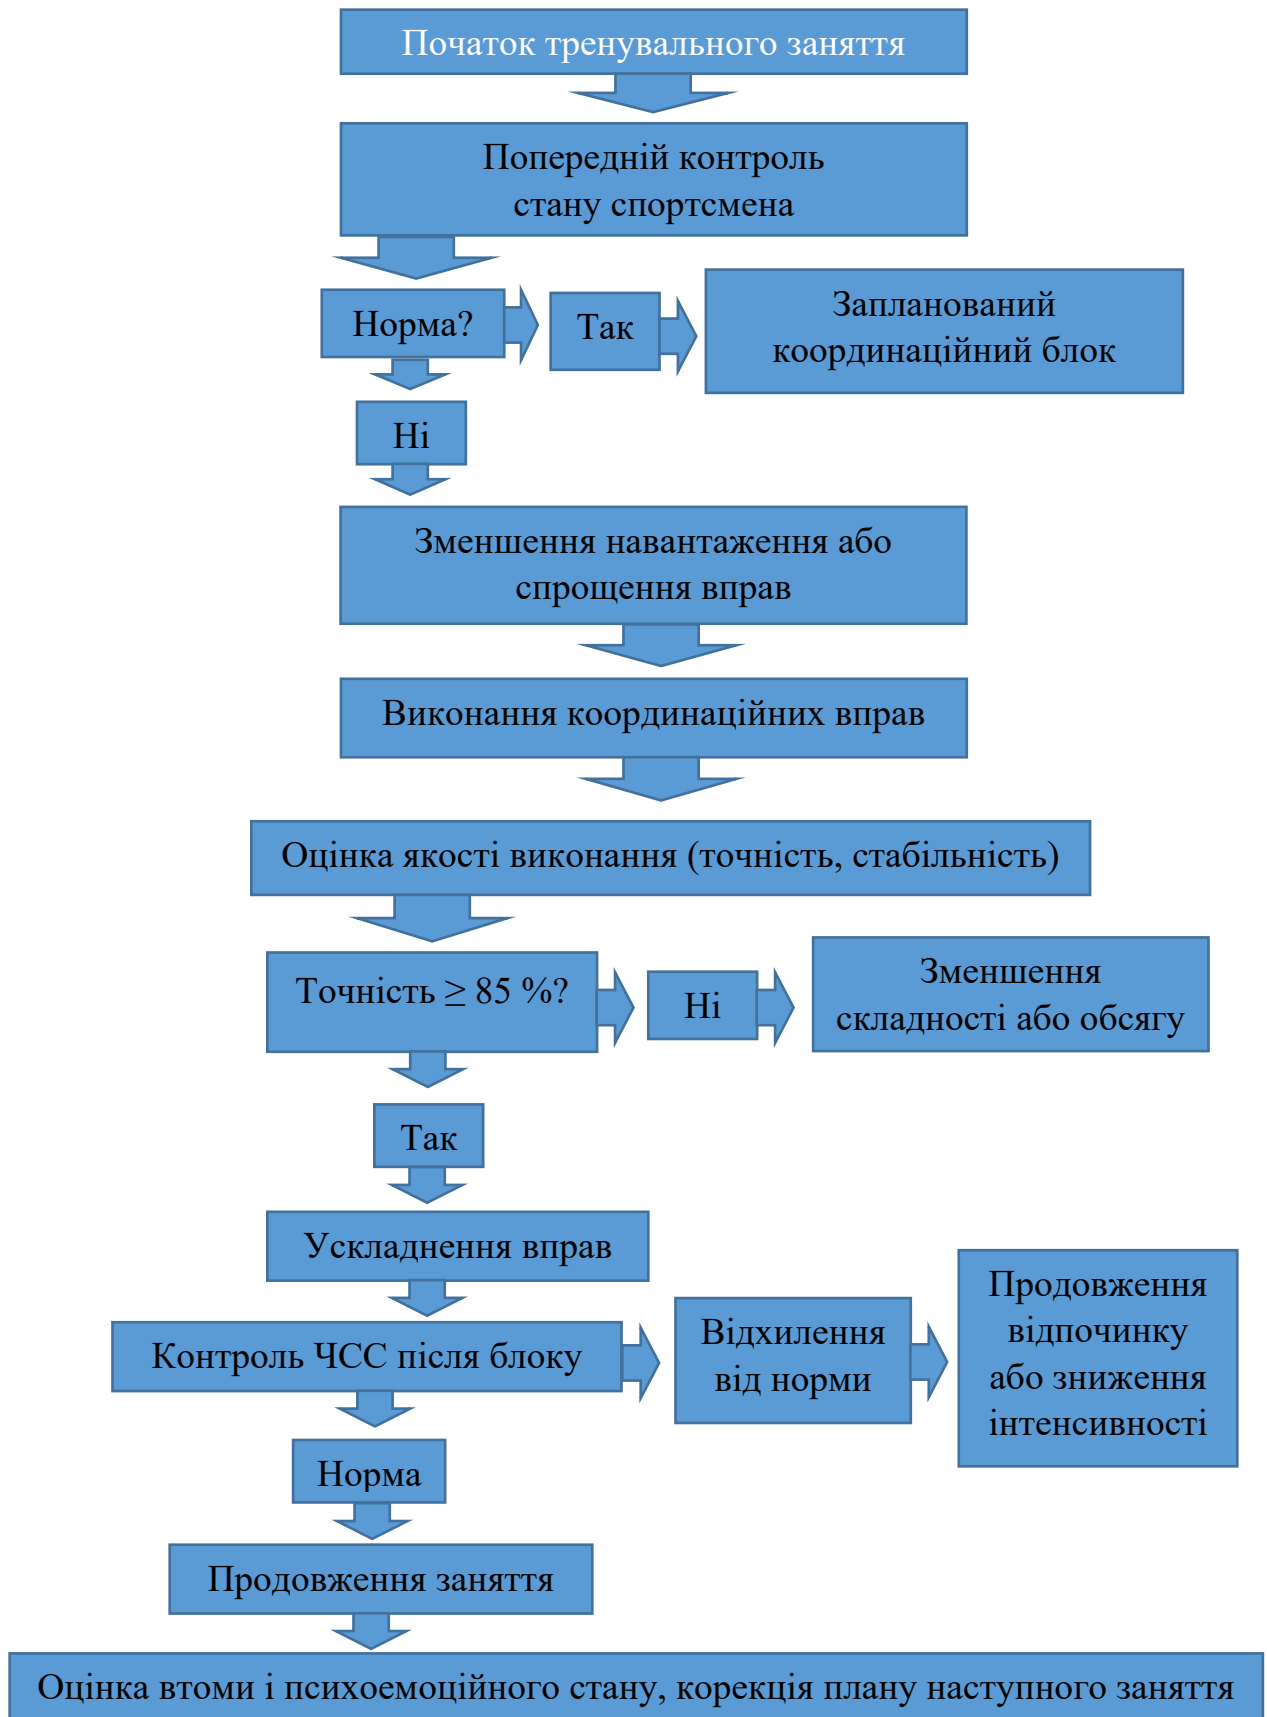 Початок тренувального заняття
Попередній контроль
стану спортсмена
Норма?
Так
Запланований
координаційний блок
Ні
Зменшення навантаження або
спрощення вправ
Виконання координаційних вправ
Оцінка якості виконання (точність, стабільність)
Точність ≥ 85 %?
Ні
Зменшення
складності або обсягу
Так
Ускладнення вправ
Контроль ЧСС після блоку
Відхилення
від норми
Продовження
відпочинку
або зниження
інтенсивності
Норма
Продовження заняття
Оцінка втоми і психоемоційного стану, корекція плану наступного заняття